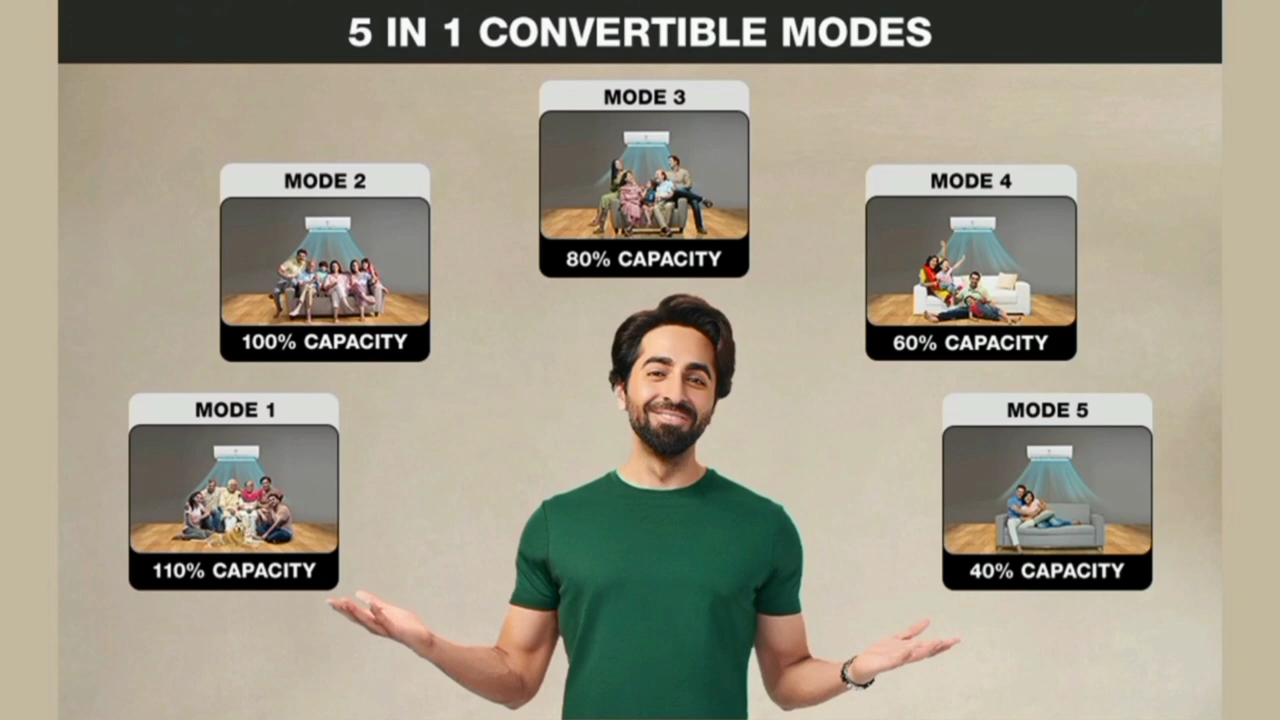 5 IN 1 CONVERTIBLE MODES
MODE 1
110% CAPACITY
MODE 2
100% CAPACITY
MODE 3
80% CAPACITY
MODE 4
60% CAPACITY
MODE 5
40% CAPACITY